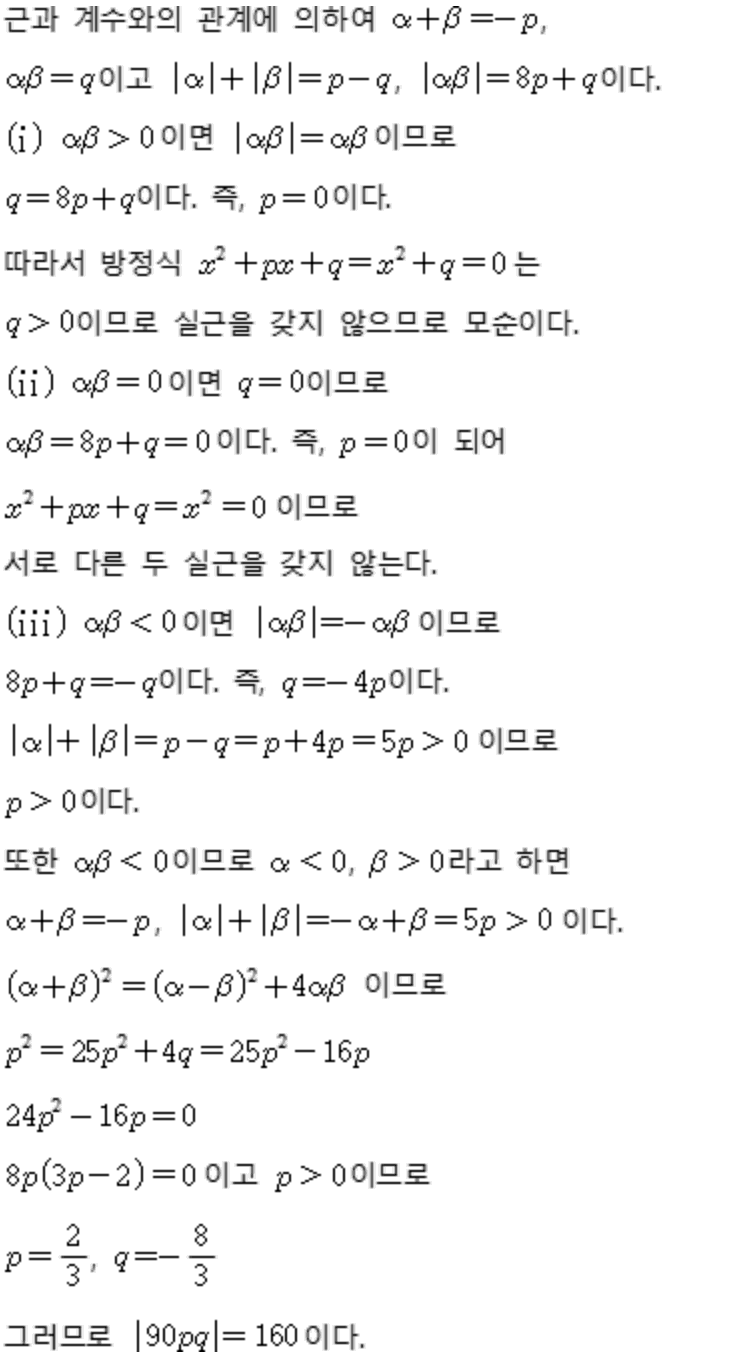 근과 계수와의 관계에 의하여 α+β=-p,
αβ=q이고 |α|+|β|=p-q, |αβ|=8p+q이다.
(i) αβ>0이면 |αβ|=αβ이므로
q=8p+q이다. 즉, p=0이다.
따라서 방정식 x²+px+q=x²+q=0는
q>0이므로 실근을 갖지 않으므로 모순이다.
(ii) αβ=0이면 q=0이므로
αβ=8p+q=0이다. 즉, p=0이 되어
x²+px+q=x²=0 이므로
서로 다른 두 실근을 갖지 않는다.
(iii) αβ<0이면 |αβ|=-αβ 이므로
8p+q=-q이다. 즉, q=-4p이다.
|α|+|β|=p-q=p+4p=5p>0 이므로
p>0이다.
또한 αβ<0이므로 α<0, β>0라고 하면
α+β=-p, |α|+|β|=-α+β=5p>0 이다.
(α+β)²=(α-β)²+4αβ 이므로
p²=25p²+4q=25p²-16p
24p²-16p=0
8p(3p-2)=0 이고 p>0이므로
p=2/3, q=-8/3
그러므로 |90pq|=160이다.